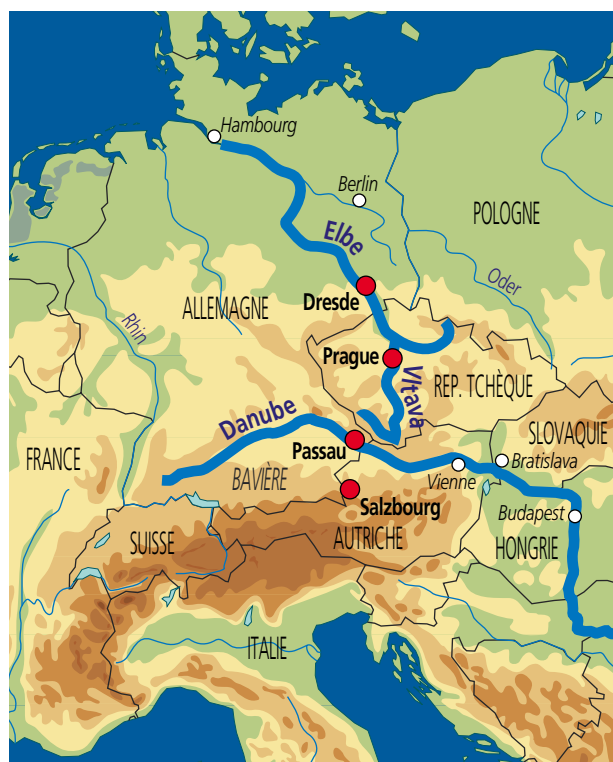 Hambourg
Berlin
POLOGNE
Elbe
Oder
Dresde
ALLEMAGNE
Rhin
Prague
Vltava
REP. TCHÈQUE
Danube
SLOVAQUIE
Passau
FRANCE
BAVIÈRE
Vienne
Bratislava
Salzbourg
Budapest
AUTRICHE
SUISSE
HONGRIE
ITALIE